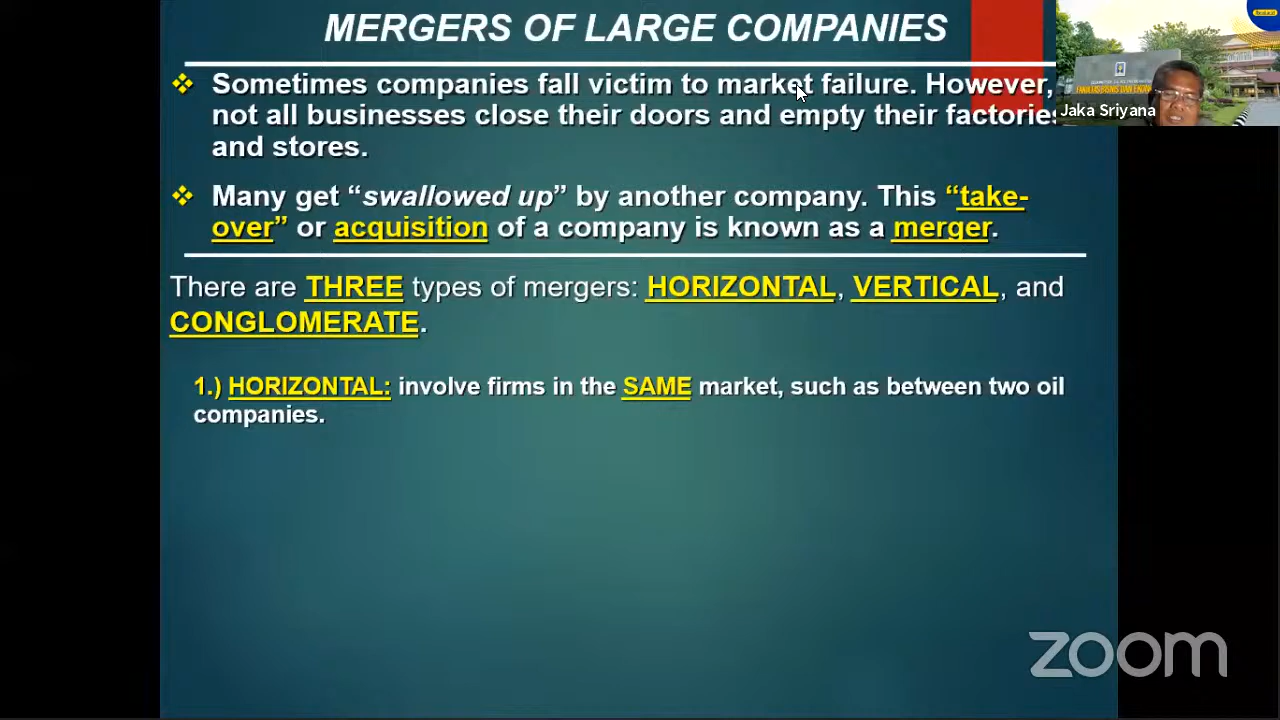 MERGERS OF LARGE COMPANIES
❖ Sometimes companies fall victim to market failure. However,
not all businesses close their doors and empty their factories
and stores.
❖ Many get “swallowed up” by another company. This “take-
over” or acquisition of a company is known as a merger.
There are THREE types of mergers: HORIZONTAL, VERTICAL, and
CONGLOMERATE.
1.) HORIZONTAL: involve firms in the SAME market, such as between two oil
companies.
Jaka Sriyana
zoom